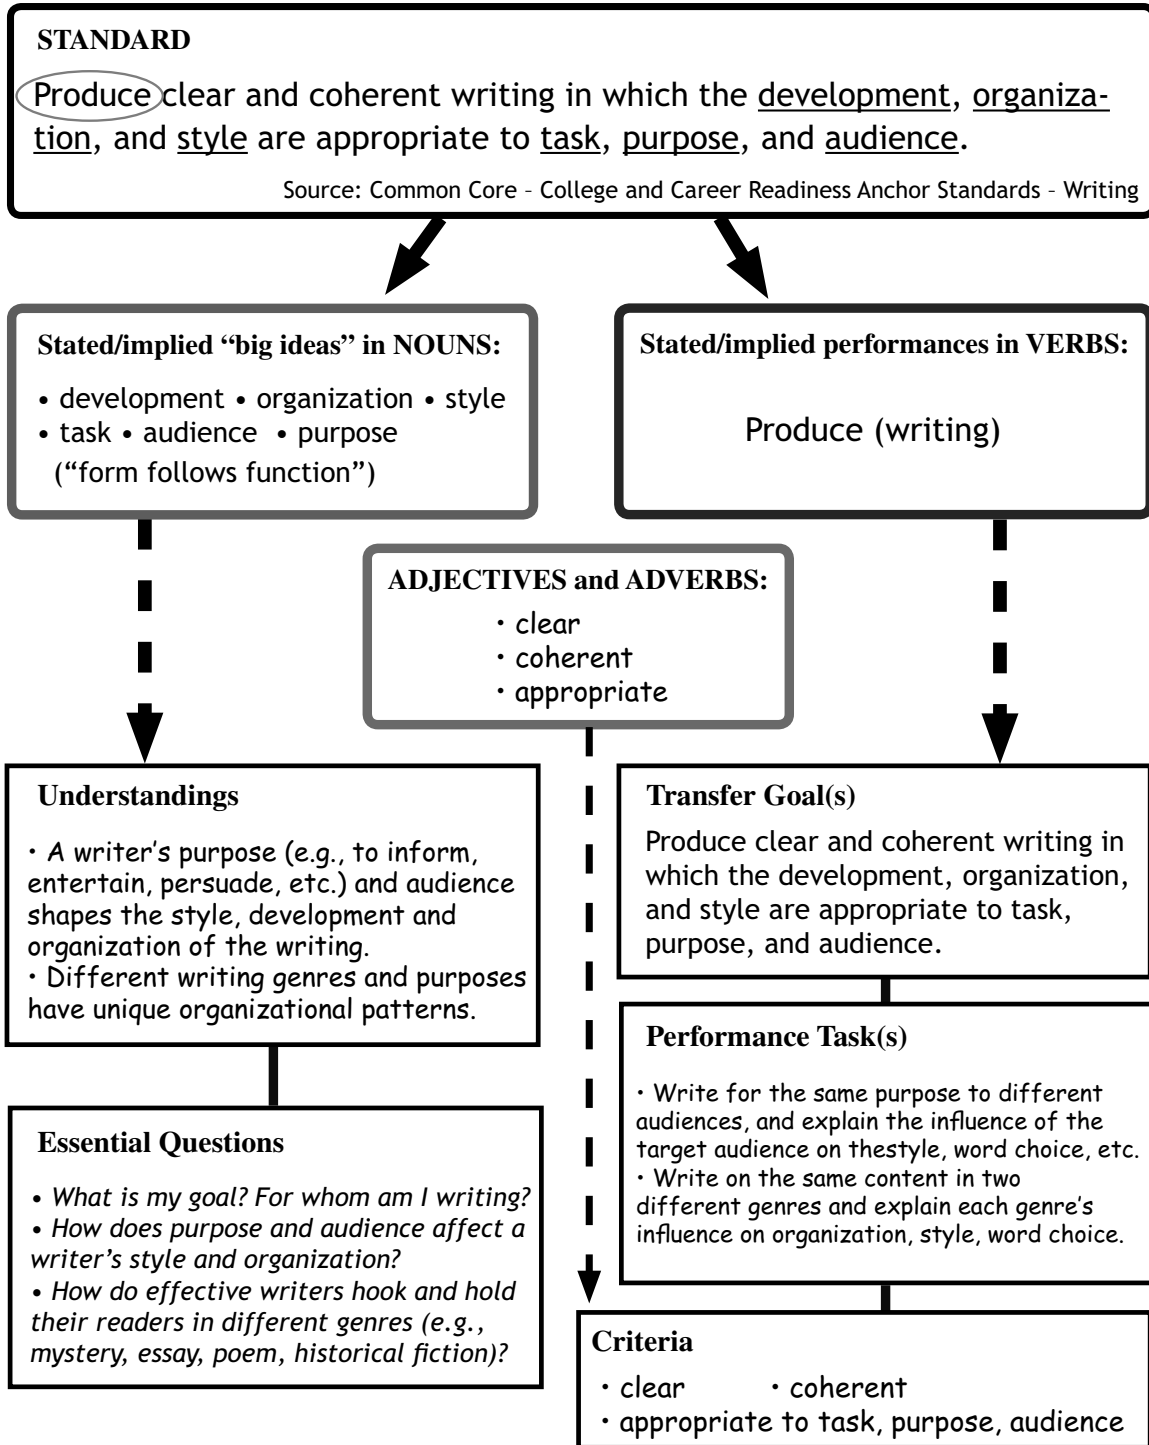 STANDARD
Produce clear and coherent writing in which the development, organiza-
tion, and style are appropriate to task, purpose, and audience.
Source: Common Core - College and Career Readiness Anchor Standards - Writing
Stated/implied “big ideas” in NOUNS:
• development • organization • style
• task • audience • purpose
(“form follows function”)
Stated/implied performances in VERBS:
Produce (writing)
ADJECTIVES and ADVERBS:
• clear
• coherent
• appropriate
Understandings
• A writer’s purpose (e.g., to inform,
entertain, persuade, etc.) and audience
shapes the style, development and
organization of the writing.
• Different writing genres and purposes
have unique organizational patterns.
Essential Questions
• What is my goal? For whom am I writing?
• How does purpose and audience affect a
writer’s style and organization?
• How do effective writers hook and hold
their readers in different genres (e.g.,
mystery, essay, poem, historical fiction)?
Transfer Goal(s)
Produce clear and coherent writing in
which the development, organization,
and style are appropriate to task,
purpose, and audience.
Performance Task(s)
• Write for the same purpose to different
audiences, and explain the influence of the
target audience on thestyle, word choice, etc.
• Write on the same content in two
different genres and explain each genre’s
influence on organization, style, word choice.
Criteria
• clear • coherent
• appropriate to task, purpose, audience